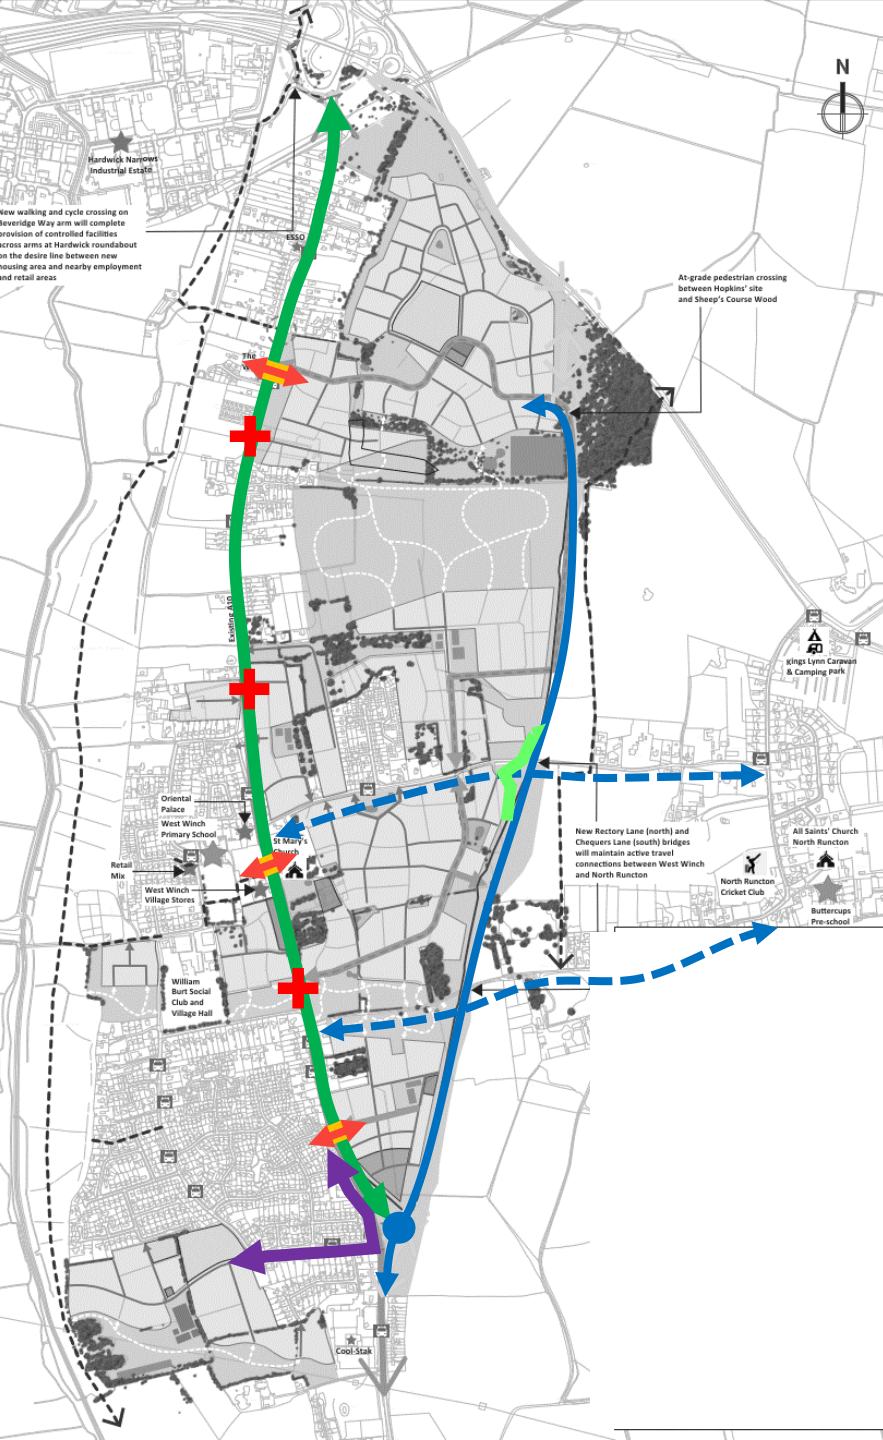 N
Hardwick Narrows
Industrial Estate
New walking and cycle crossing on
Beveridge Way arm will complete
provision of controlled facilities
across arms at Hardwick roundabout
on the desire line between new
housing area and nearby employment
and retail areas
ESSO
At-grade pedestrian crossing
between Hopkins' site
and Sheep's Course Wood
The
Existing A10
Kings Lynn Caravan
& Camping Park
Oriental
Palace
West Winch
Primary School
St Mary's
Church
Retail
Mix
West Winch
Village Stores
New Rectory Lane (north) and
Chequers Lane (south) bridges
will maintain active travel
connections between West Winch
and North Runcton
All Saints' Church
North Runcton
North Runcton
Cricket Club
Buttercups
Pre-school
William
Burt Social
Club and
Village Hall
Cool-Stak